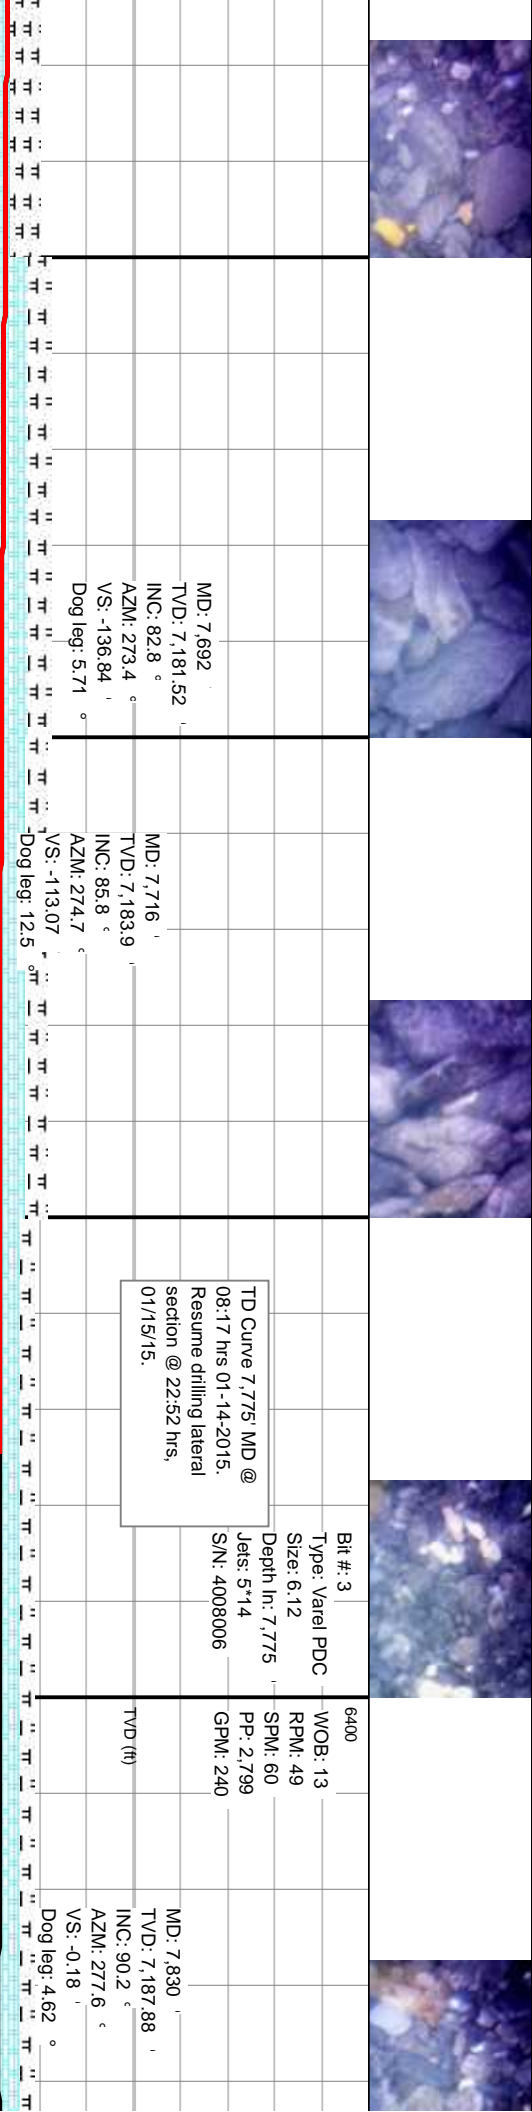 MD: 7,692 '
TVD: 7,181.52 '
INC: 82.8 °
AZM: 273.4 °
VS: -136.84 '
Dog leg: 5.71 °
MD: 7,716 '
TVD: 7,183.9 '
INC: 85.8 °
AZM: 274.7 °
VS: -113.07 '
Dog leg: 12.5 °
TD Curve 7,775' MD @
08:17 hrs 01-14-2015.
Resume drilling lateral
section @ 22:52 hrs,
01/15/15.
Bit #: 3
Type: Varel PDC
Size: 6.12
Depth In: 7,775 '
Jets: 5*14
S/N: 4008006
6400
WOB: 13
RPM: 49
SPM: 60
PP: 2,799
GPM: 240
TVD (ft)
MD: 7,830 '
TVD: 7,187.88 '
INC: 90.2 °
AZM: 277.6 °
VS: -0.18 '
Dog leg: 4.62 °